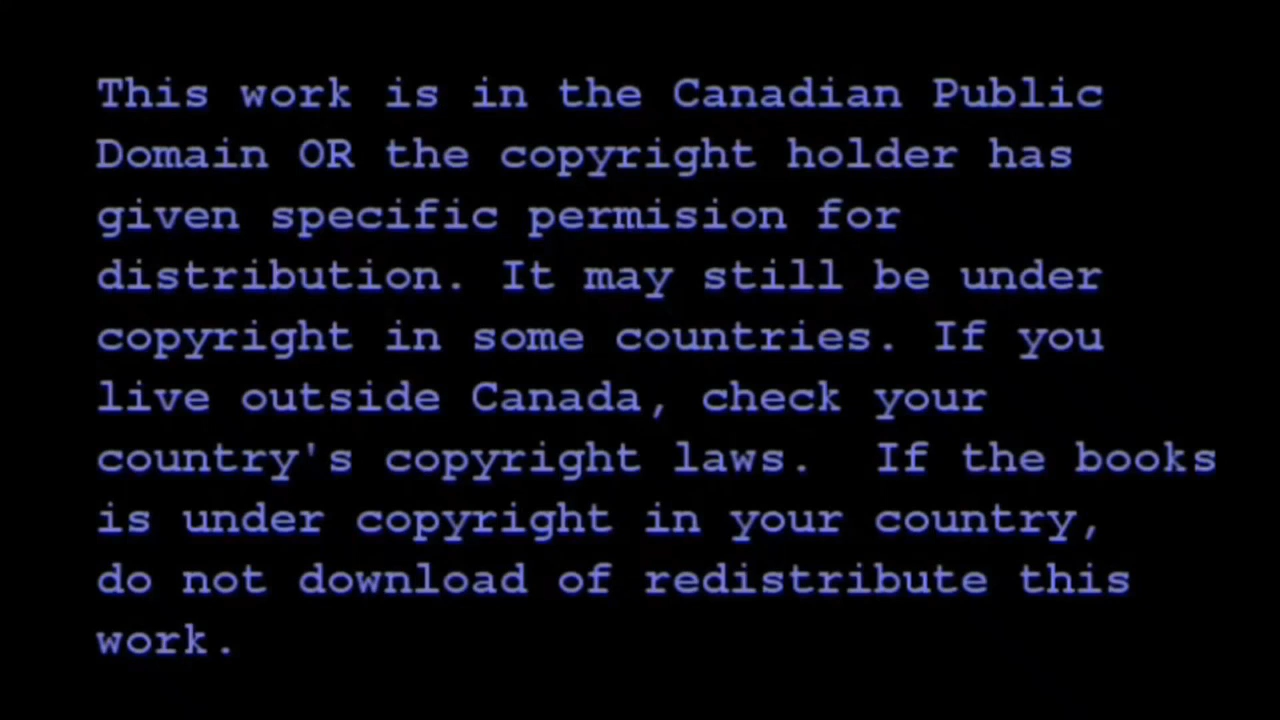 This work is in the Canadian Public
Domain OR the copyright holder has
given specific permision for
distribution. It may still be under
copyright in some countries. If you
live outside Canada, check your
country's copyright laws.  If the books
is under copyright in your country,
do not download of redistribute this
work.